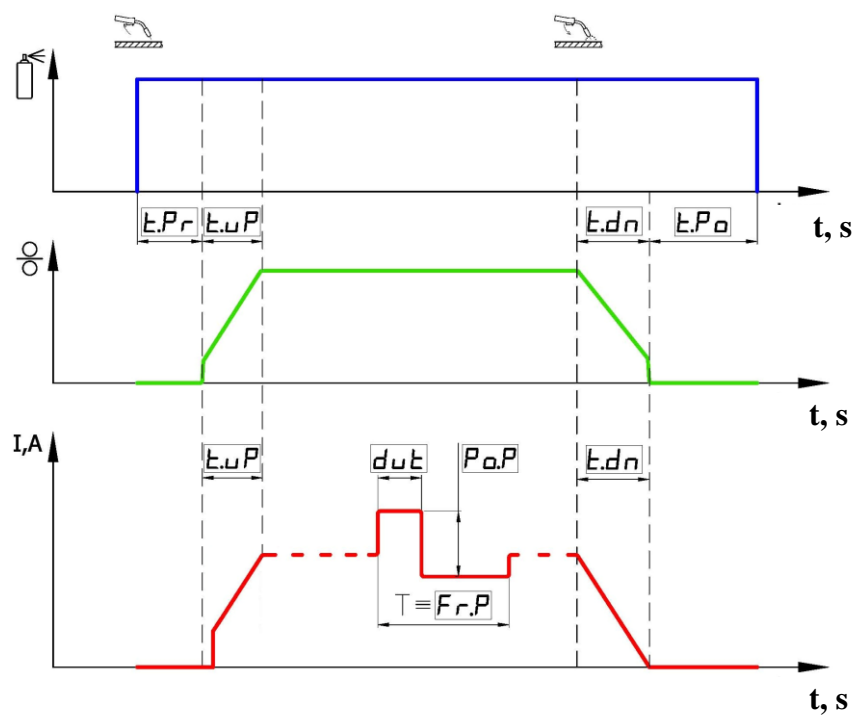 t.Pr t.uP t.dn t.Po
t, s
t, s
I,A
t.uP dut Po.P t.dn
T ≡ Fr.P
t, s